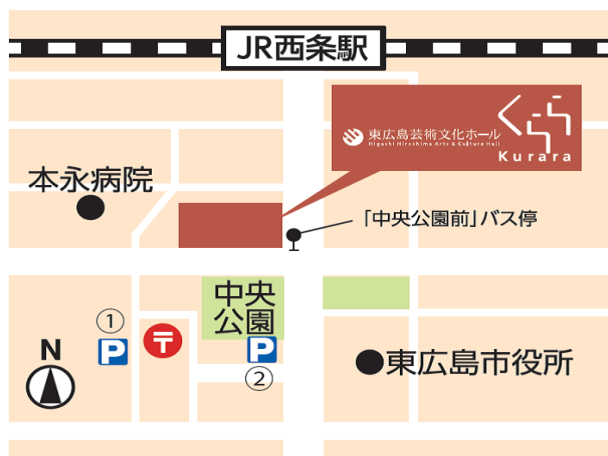 JR西条駅
東広島芸術文化ホール
Higashi Hiroshima Arts & Culture Hall
くらら
Kurara
本永病院
「中央公園前」バス停
中央
公園
①
〒
P
P
②
N
東広島市役所